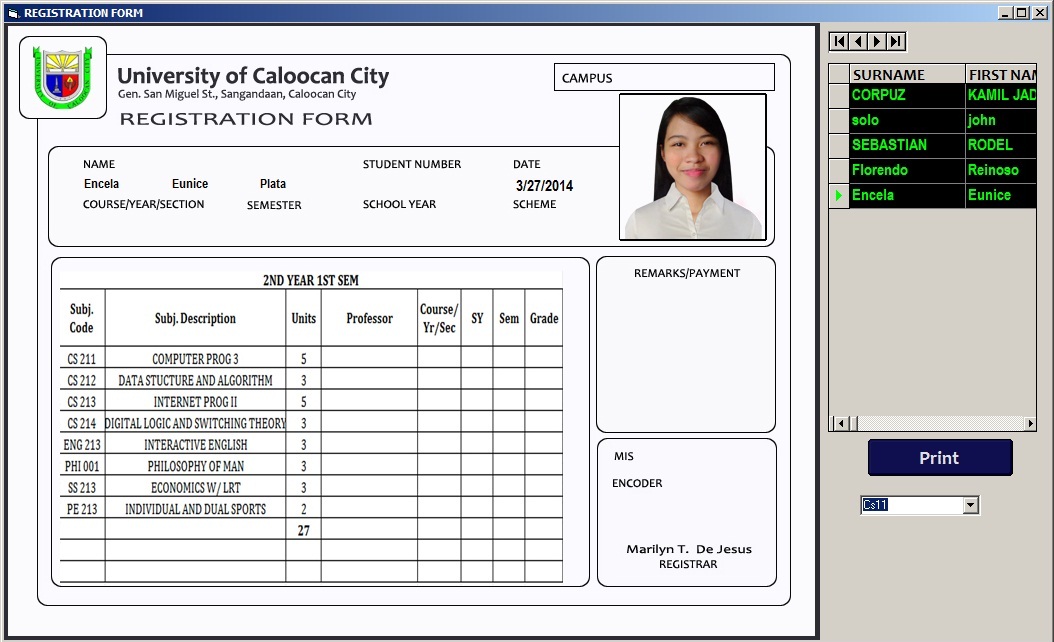 REGISTRATION FORM
University of Caloocan City
Gen. San Miguel St., Sangandaan, Caloocan City
REGISTRATION FORM
CAMPUS
NAME STUDENT NUMBER DATE
Encela Eunice Plata 3/27/2014
COURSE/YEAR/SECTION SEMESTER SCHOOL YEAR SCHEME
2ND YEAR 1ST SEM
Subj. Code Subj. Description Units Professor Course/ Yr/Sec SY Sem Grade
CS 211 COMPUTER PROG 3 5
CS 212 DATA STUCTURE AND ALGORITHM 3
CS 213 INTERNET PROG II 5
CS 214 DIGITAL LOGIC AND SWITCHING THEORY 3
ENG 213 INTERACTIVE ENGLISH 3
PHI 001 PHILOSOPHY OF MAN 3
SS 213 ECONOMICS W/ LRT 3
PE 213 INDIVIDUAL AND DUAL SPORTS 2
27
REMARKS/PAYMENT
MIS
ENCODER
Marilyn T. De Jesus
REGISTRAR
SURNAME FIRST NAM
CORPUZ KAMIL JAD
solo john
SEBASTIAN RODEL
Florendo Reinoso
Encela Eunice
Print
Cs11